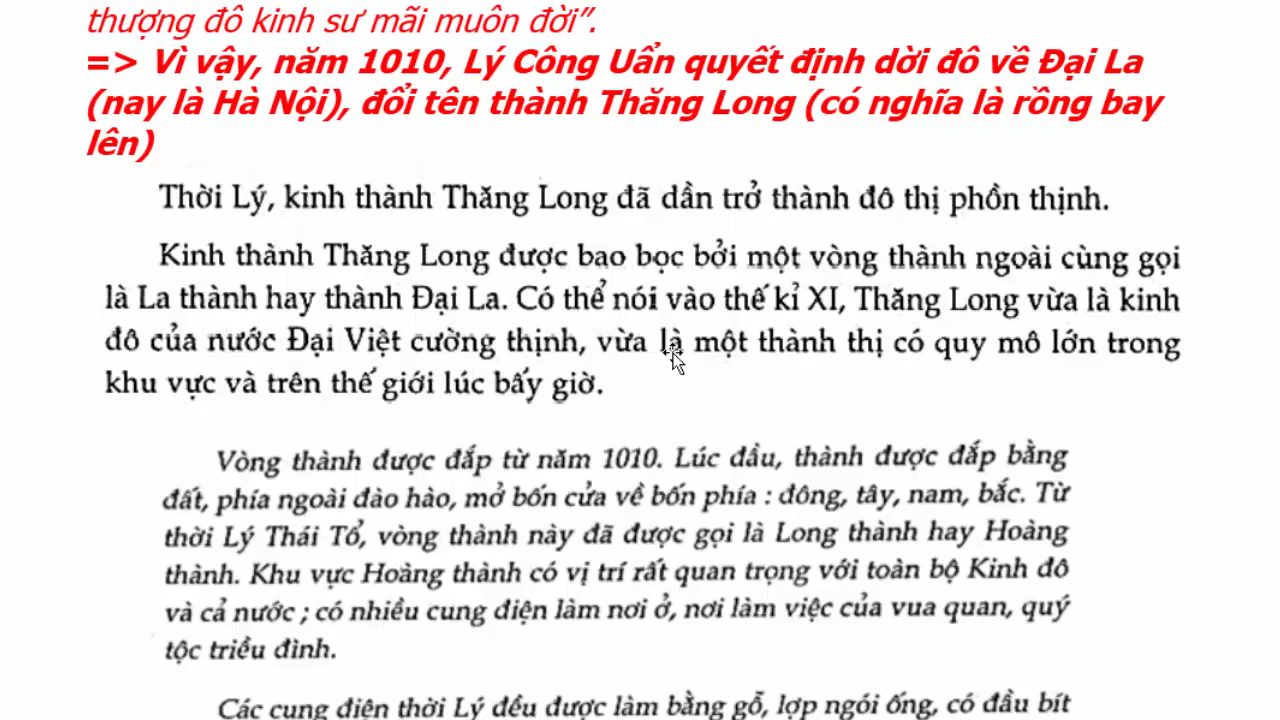 thượng đô kinh sư mãi muôn đời”.
=> Vì vậy, năm 1010, Lý Công Uẩn quyết định dời đô về Đại La
(nay là Hà Nội), đổi tên thành Thăng Long (có nghĩa là rồng bay
lên)
Thời Lý, kinh thành Thăng Long đã dần trở thành đô thị phồn thịnh.
Kinh thành Thăng Long được bao bọc bởi một vòng thành ngoài cùng gọi
là La thành hay thành Đại La. Có thể nói vào thế kỉ XI, Thăng Long vừa là kinh
đô của nước Đại Việt cường thịnh, vừa là một thành thị có quy mô lớn trong
khu vực và trên thế giới lúc bấy giờ.
Vòng thành được đắp từ năm 1010. Lúc đầu, thành được đắp bằng
đất, phía ngoài đào hào, mở bốn cửa về bốn phía : đông, tây, nam, bắc. Từ
thời Lý Thái Tổ, vòng thành này đã được gọi là Long thành hay Hoàng
thành. Khu vực Hoàng thành có vị trí rất quan trọng với toàn bộ Kinh đô
và cả nước ; có nhiều cung điện làm nơi ở, nơi làm việc của vua quan, quý
tộc triều đình.
Các cung điện thời Lý đều được làm bằng gỗ, lợp ngói ống, có đầu bít